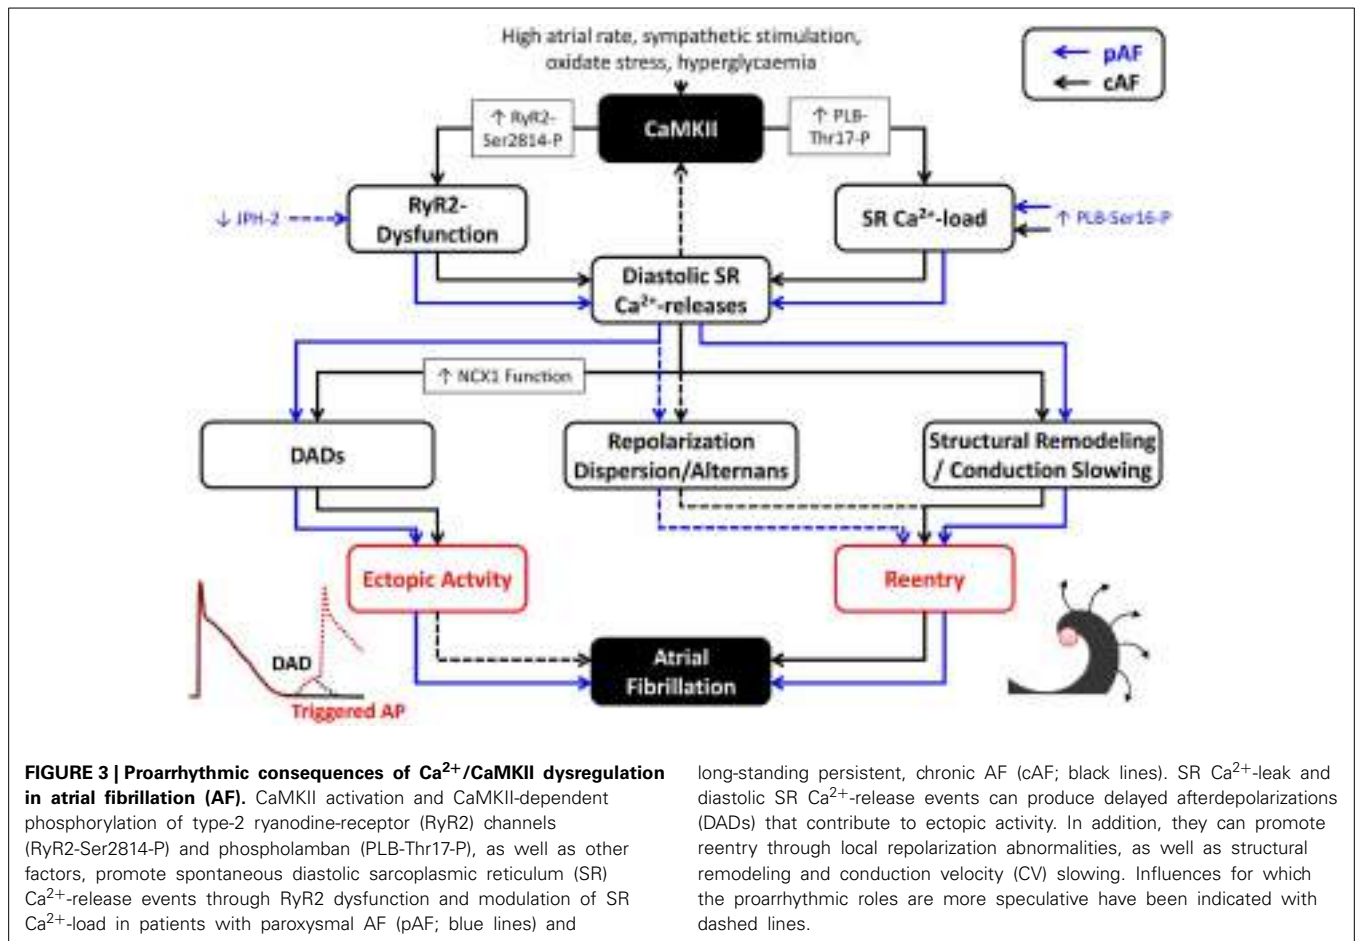 High atrial rate, sympathetic stimulation,
oxidate stress, hyperglycaemia
pAF
cAF
↑ RyR2-
Ser2814-P
CaMKII
↑ PLB-
Thr17-P
↓ JPH-2
RyR2-
Dysfunction
SR Ca²⁺-load
↑ PLB-Ser16-P
Diastolic SR
Ca²⁺-releases
↑ NCX1 Function
DADs
Repolarization
Dispersion/Alternans
Structural Remodeling
/ Conduction Slowing
Ectopic Actvity
Reentry
DAD
Triggered AP
Atrial
Fibrillation
FIGURE 3 | Proarrhythmic consequences of Ca²⁺/CaMKII dysregulation
in atrial fibrillation (AF). CaMKII activation and CaMKII-dependent
phosphorylation of type-2 ryanodine-receptor (RyR2) channels
(RyR2-Ser2814-P) and phospholamban (PLB-Thr17-P), as well as other
factors, promote spontaneous diastolic sarcoplasmic reticulum (SR)
Ca²⁺-release events through RyR2 dysfunction and modulation of SR
Ca²⁺-load in patients with paroxysmal AF (pAF; blue lines) and
long-standing persistent, chronic AF (cAF; black lines). SR Ca²⁺-leak and
diastolic SR Ca²⁺-release events can produce delayed afterdepolarizations
(DADs) that contribute to ectopic activity. In addition, they can promote
reentry through local repolarization abnormalities, as well as structural
remodeling and conduction velocity (CV) slowing. Influences for which
the proarrhythmic roles are more speculative have been indicated with
dashed lines.